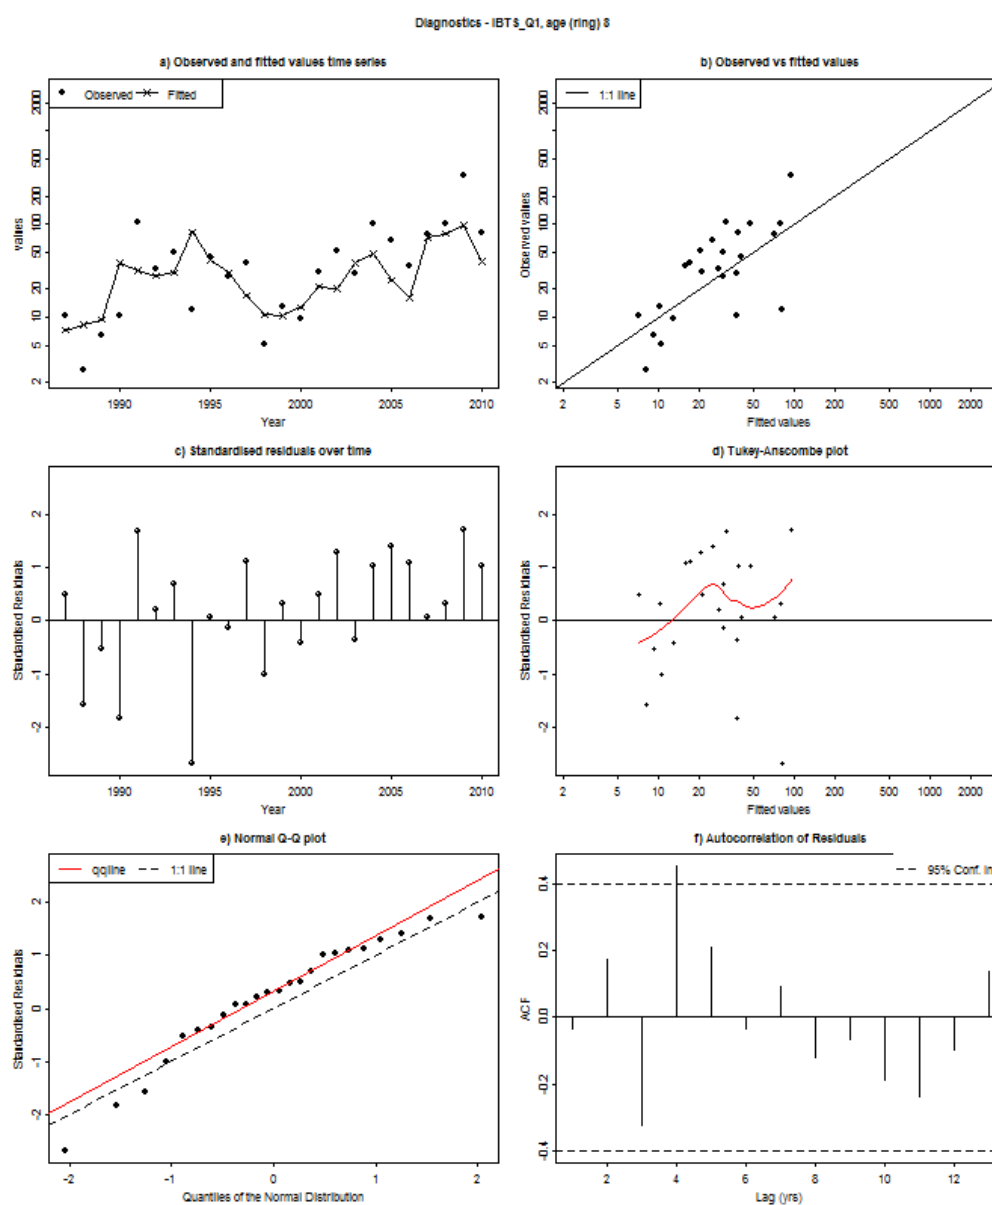 Diagnostics - IBTS_Q1, age (ring) 8
a) Observed and fitted values time series
Observed Fitted
values
2 5 10 20 50 100 200 500 2000
1990 1995 2000 2005 2010
Year
b) Observed vs fitted values
1:1 line
Observed values
2 5 10 20 50 100 200 500 2000
2 5 10 20 50 100 200 500 1000 2000
Fitted values
c) Standardised residuals over time
Standardised Residuals
-2 -1 0 1 2
1990 1995 2000 2005 2010
Year
d) Tukey-Anscombe plot
Standardised Residuals
-2 -1 0 1 2
2 5 10 20 50 100 200 500 1000 2000
Fitted values
e) Normal Q-Q plot
qqline 1:1 line
Standardised Residuals
-2 -1 0 1 2
-2 -1 0 1 2
Quantiles of the Normal Distribution
f) Autocorrelation of Residuals
95% Conf. In
ACF
-0.4 -0.2 0.0 0.2 0.4
2 4 6 8 10 12
Lag (yrs)